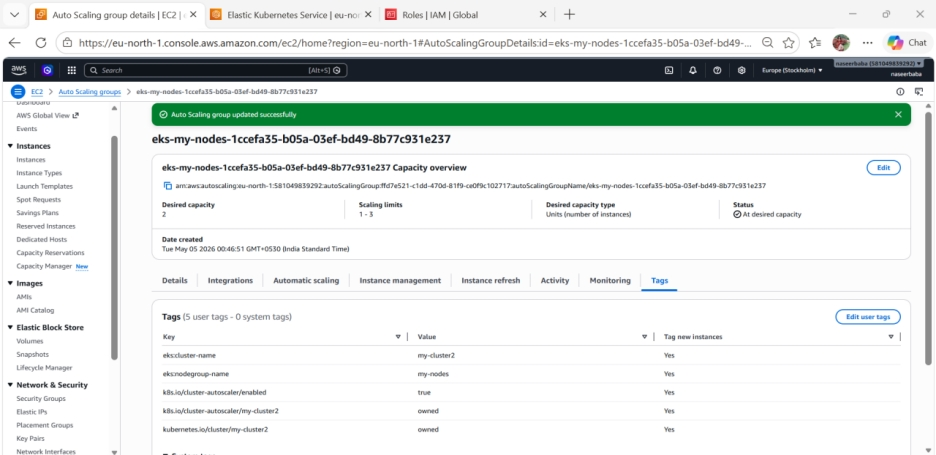 Auto Scaling group details | EC2 |
Elastic Kubernetes Service | eu-no
Roles | IAM | Global
https://eu-north-1.console.aws.amazon.com/ec2/home?region=eu-north-1#AutoScalingGroupDetails:id=eks-my-nodes-1ccefa35-b05a-03ef-bd49-8b77c931e237...
Chat
aws
Search
[Alt+S]
Europe (Stockholm)
naseerbaba (581049839292)
naseerbaba
EC2 > Auto Scaling groups > eks-my-nodes-1ccefa35-b05a-03ef-bd49-8b77c931e237
Dashboard
AWS Global View
Events
Instances
Instances
Instance Types
Launch Templates
Spot Requests
Savings Plans
Reserved Instances
Dedicated Hosts
Capacity Reservations
Capacity Manager New
Images
AMIs
AMI Catalog
Elastic Block Store
Volumes
Snapshots
Lifecycle Manager
Network & Security
Security Groups
Elastic IPs
Placement Groups
Key Pairs
Network Interfaces
Auto Scaling group updated successfully
eks-my-nodes-1ccefa35-b05a-03ef-bd49-8b77c931e237
eks-my-nodes-1ccefa35-b05a-03ef-bd49-8b77c931e237 Capacity overview
Edit
arn:aws:autoscaling:eu-north-1:581049839292:autoScalingGroup:ffd7e521-c1dd-470d-81f9-ce0f9c102717:autoScalingGroupName/eks-my-nodes-1ccefa35-b05a-03ef-bd49-8b77c931e237
Desired capacity
2
Scaling limits
1 - 3
Desired capacity type
Units (number of instances)
Status
At desired capacity
Date created
Tue May 05 2026 00:46:51 GMT+0530 (India Standard Time)
Details
Integrations
Automatic scaling
Instance management
Instance refresh
Activity
Monitoring
Tags
Tags (5 user tags - 0 system tags)
Edit user tags
Key Value Tag new instances
eks:cluster-name my-cluster2 Yes
eks:nodegroup-name my-nodes Yes
k8s.io/cluster-autoscaler/enabled true Yes
k8s.io/cluster-autoscaler/my-cluster2 owned Yes
kubernetes.io/cluster/my-cluster2 owned Yes